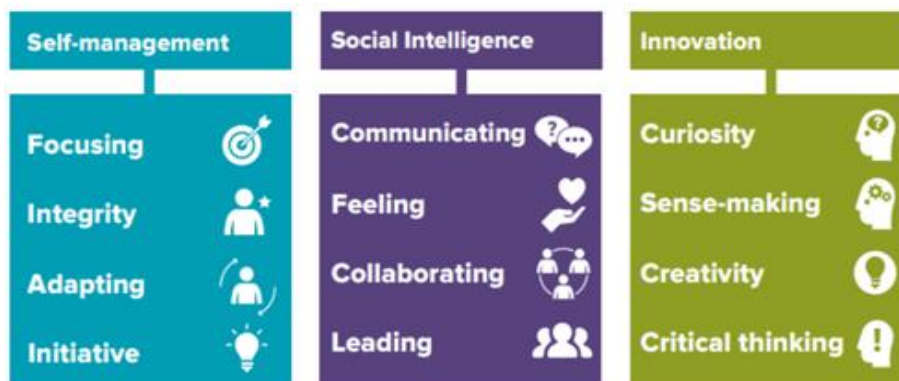 Self-management
Focusing
Integrity
Adapting
Initiative
Social Intelligence
Communicating
?
Feeling
Collaborating
Leading
Innovation
Curiosity
?
Sense-making
Creativity
Critical thinking
!